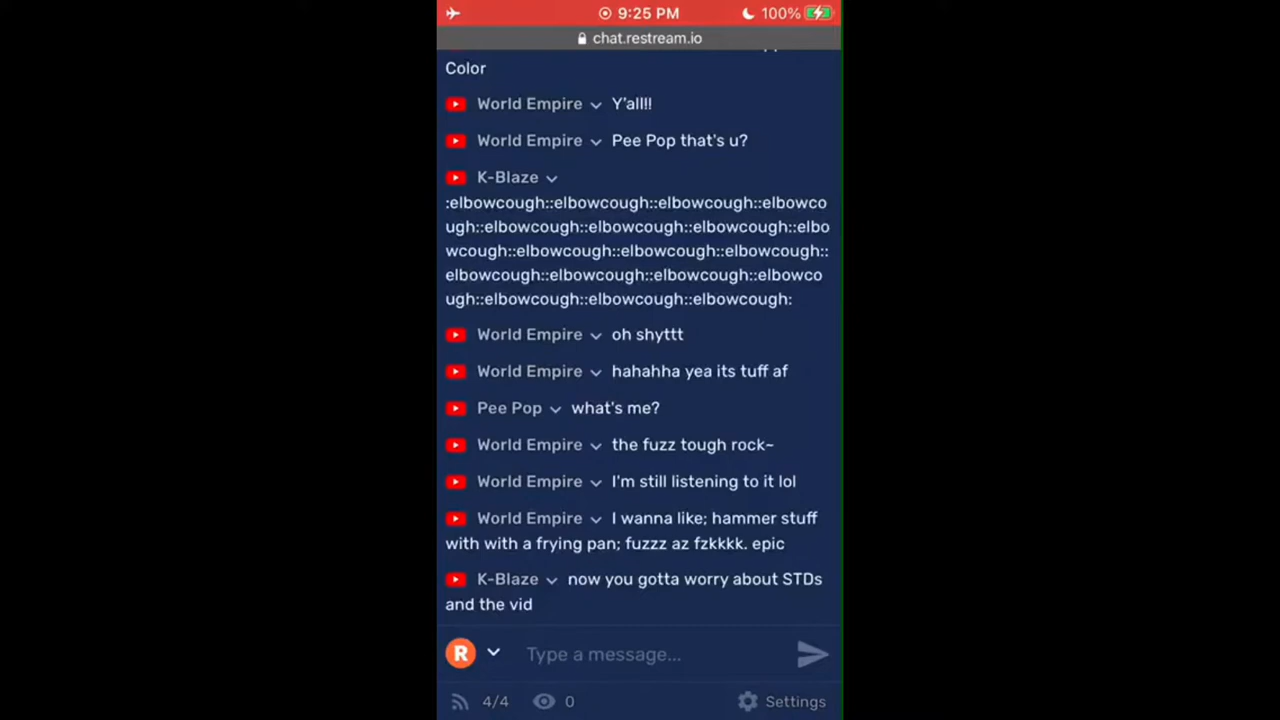 9:25 PM
100%
chat.restream.io
Color
World Empire Y'all!!!
World Empire Pee Pop that's u?
K-Blaze
:elbowcough::elbowcough::elbowcough::elbowco
ugh::elbowcough::elbowcough::elbowcough::elbo
wcough::elbowcough::elbowcough::elbowcough::
elbowcough::elbowcough::elbowcough::elbowco
ugh::elbowcough::elbowcough::elbowcough:
World Empire oh shyttt
World Empire hahahha yea its tuff af
Pee Pop what's me?
World Empire the fuzz tough rock~
World Empire I'm still listening to it lol
World Empire I wanna like; hammer stuff
with with a frying pan; fuzzz az fzkkkk. epic
K-Blaze now you gotta worry about STDs
and the vid
R Type a message...
4/4 0 Settings